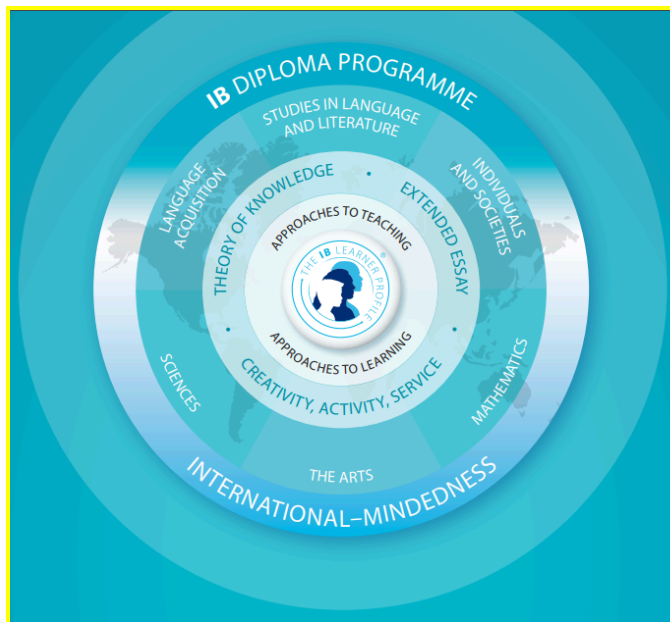 IB DIPLOMA PROGRAMME
STUDIES IN LANGUAGE
AND LITERATURE
LANGUAGE
ACQUISITION
INDIVIDUALS
AND SOCIETIES
THEORY OF KNOWLEDGE
•
EXTENDED ESSAY
APPROACHES TO TEACHING
THE IB LEARNER PROFILE
®
APPROACHES TO LEARNING
•
•
CREATIVITY, ACTIVITY, SERVICE
SCIENCES
MATHEMATICS
THE ARTS
INTERNATIONAL–MINDEDNESS